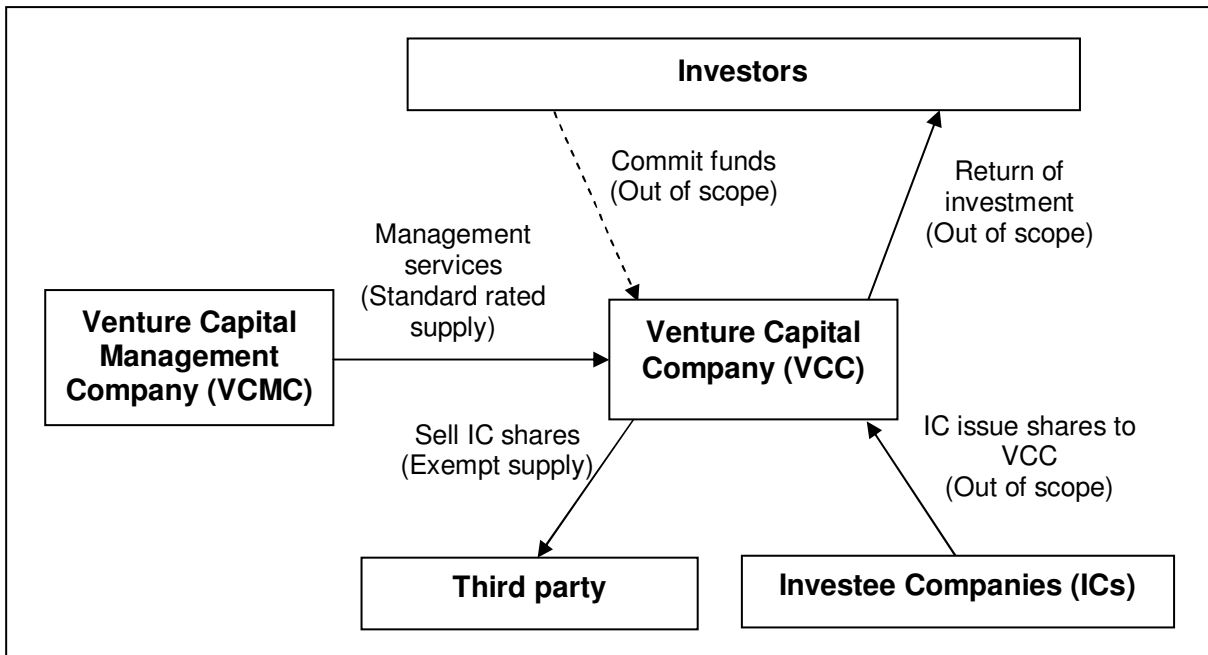 Investors
Commit funds
(Out of scope)
Return of
investment
(Out of scope)
Management
services
(Standard rated
supply)
Venture Capital
Management
Company (VCMC)
Venture Capital
Company (VCC)
Sell IC shares
(Exempt supply)
IC issue shares to
VCC
(Out of scope)
Third party
Investee Companies (ICs)